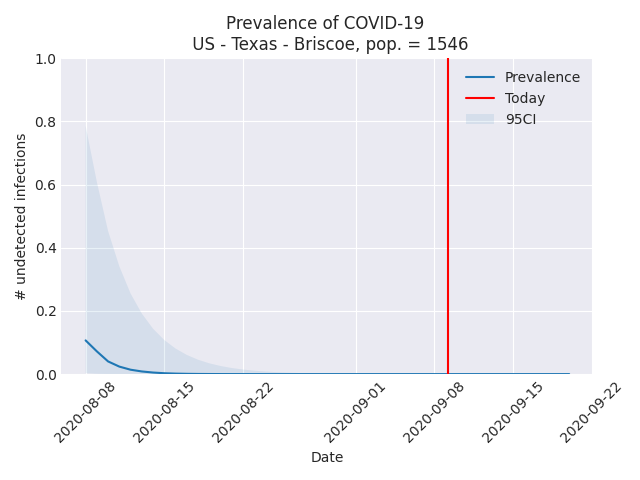 Prevalence of COVID-19
US - Texas - Briscoe, pop. = 1546
1.0
0.8
0.6
0.4
0.2
0.0
# undetected infections
Prevalence
Today
95CI
2020-08-08
2020-08-15
2020-08-22
2020-09-01
2020-09-08
2020-09-15
2020-09-22
Date